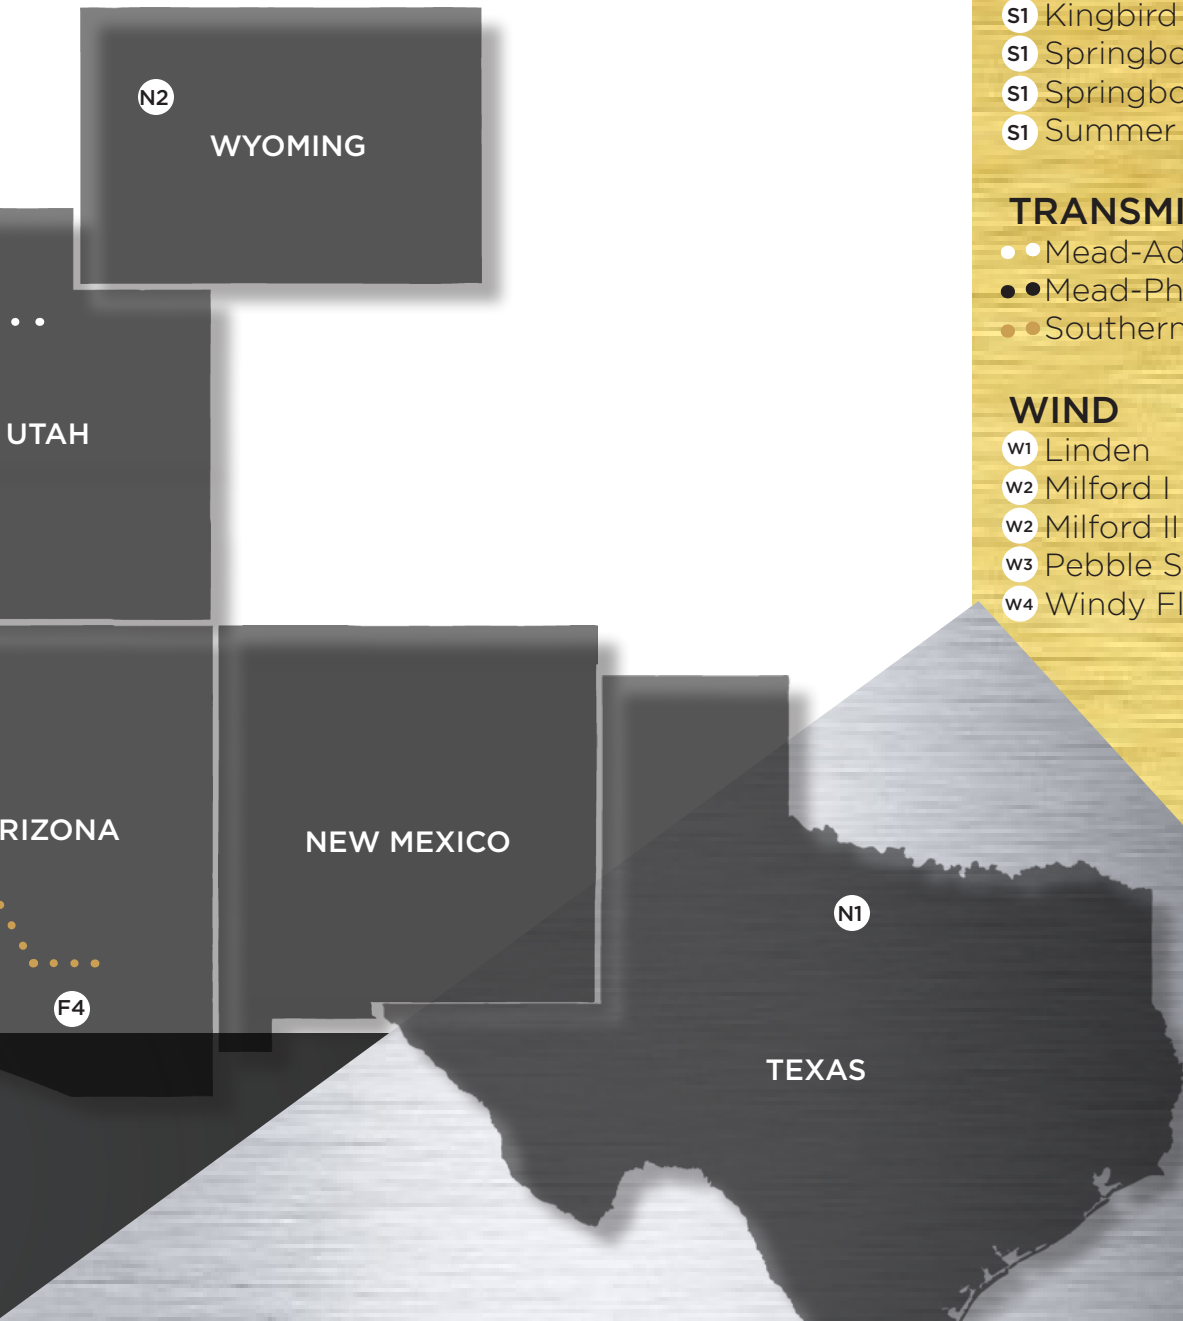 N2
WYOMING
UTAH
RIZONA
NEW MEXICO
N1
F4
TEXAS
S1 Kingbird
S1 Springbo
S1 Springbo
S1 Summer
TRANSMI
Mead-Ad
Mead-Ph
Southern
WIND
W1 Linden
W2 Milford I
W2 Milford II
W3 Pebble S
W4 Windy Fl